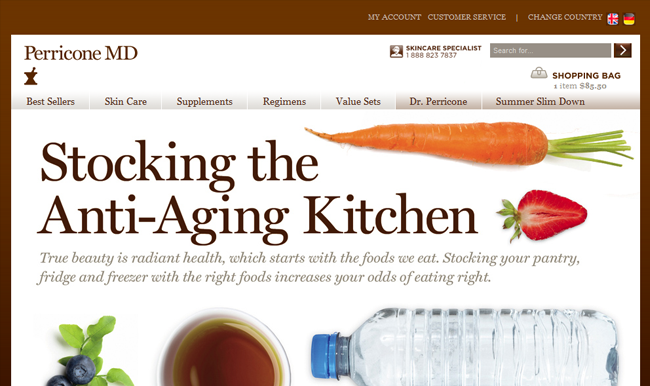 MY ACCOUNT CUSTOMER SERVICE | CHANGE COUNTRY
Perricone MD
SKINCARE SPECIALIST
1 888 823 7837
Search for...
SHOPPING BAG
1 item $85.50
Best Sellers Skin Care Supplements Regimens Value Sets Dr. Perricone Summer Slim Down
Stocking the
Anti-Aging Kitchen
True beauty is radiant health, which starts with the foods we eat. Stocking your pantry,
fridge and freezer with the right foods increases your odds of eating right.